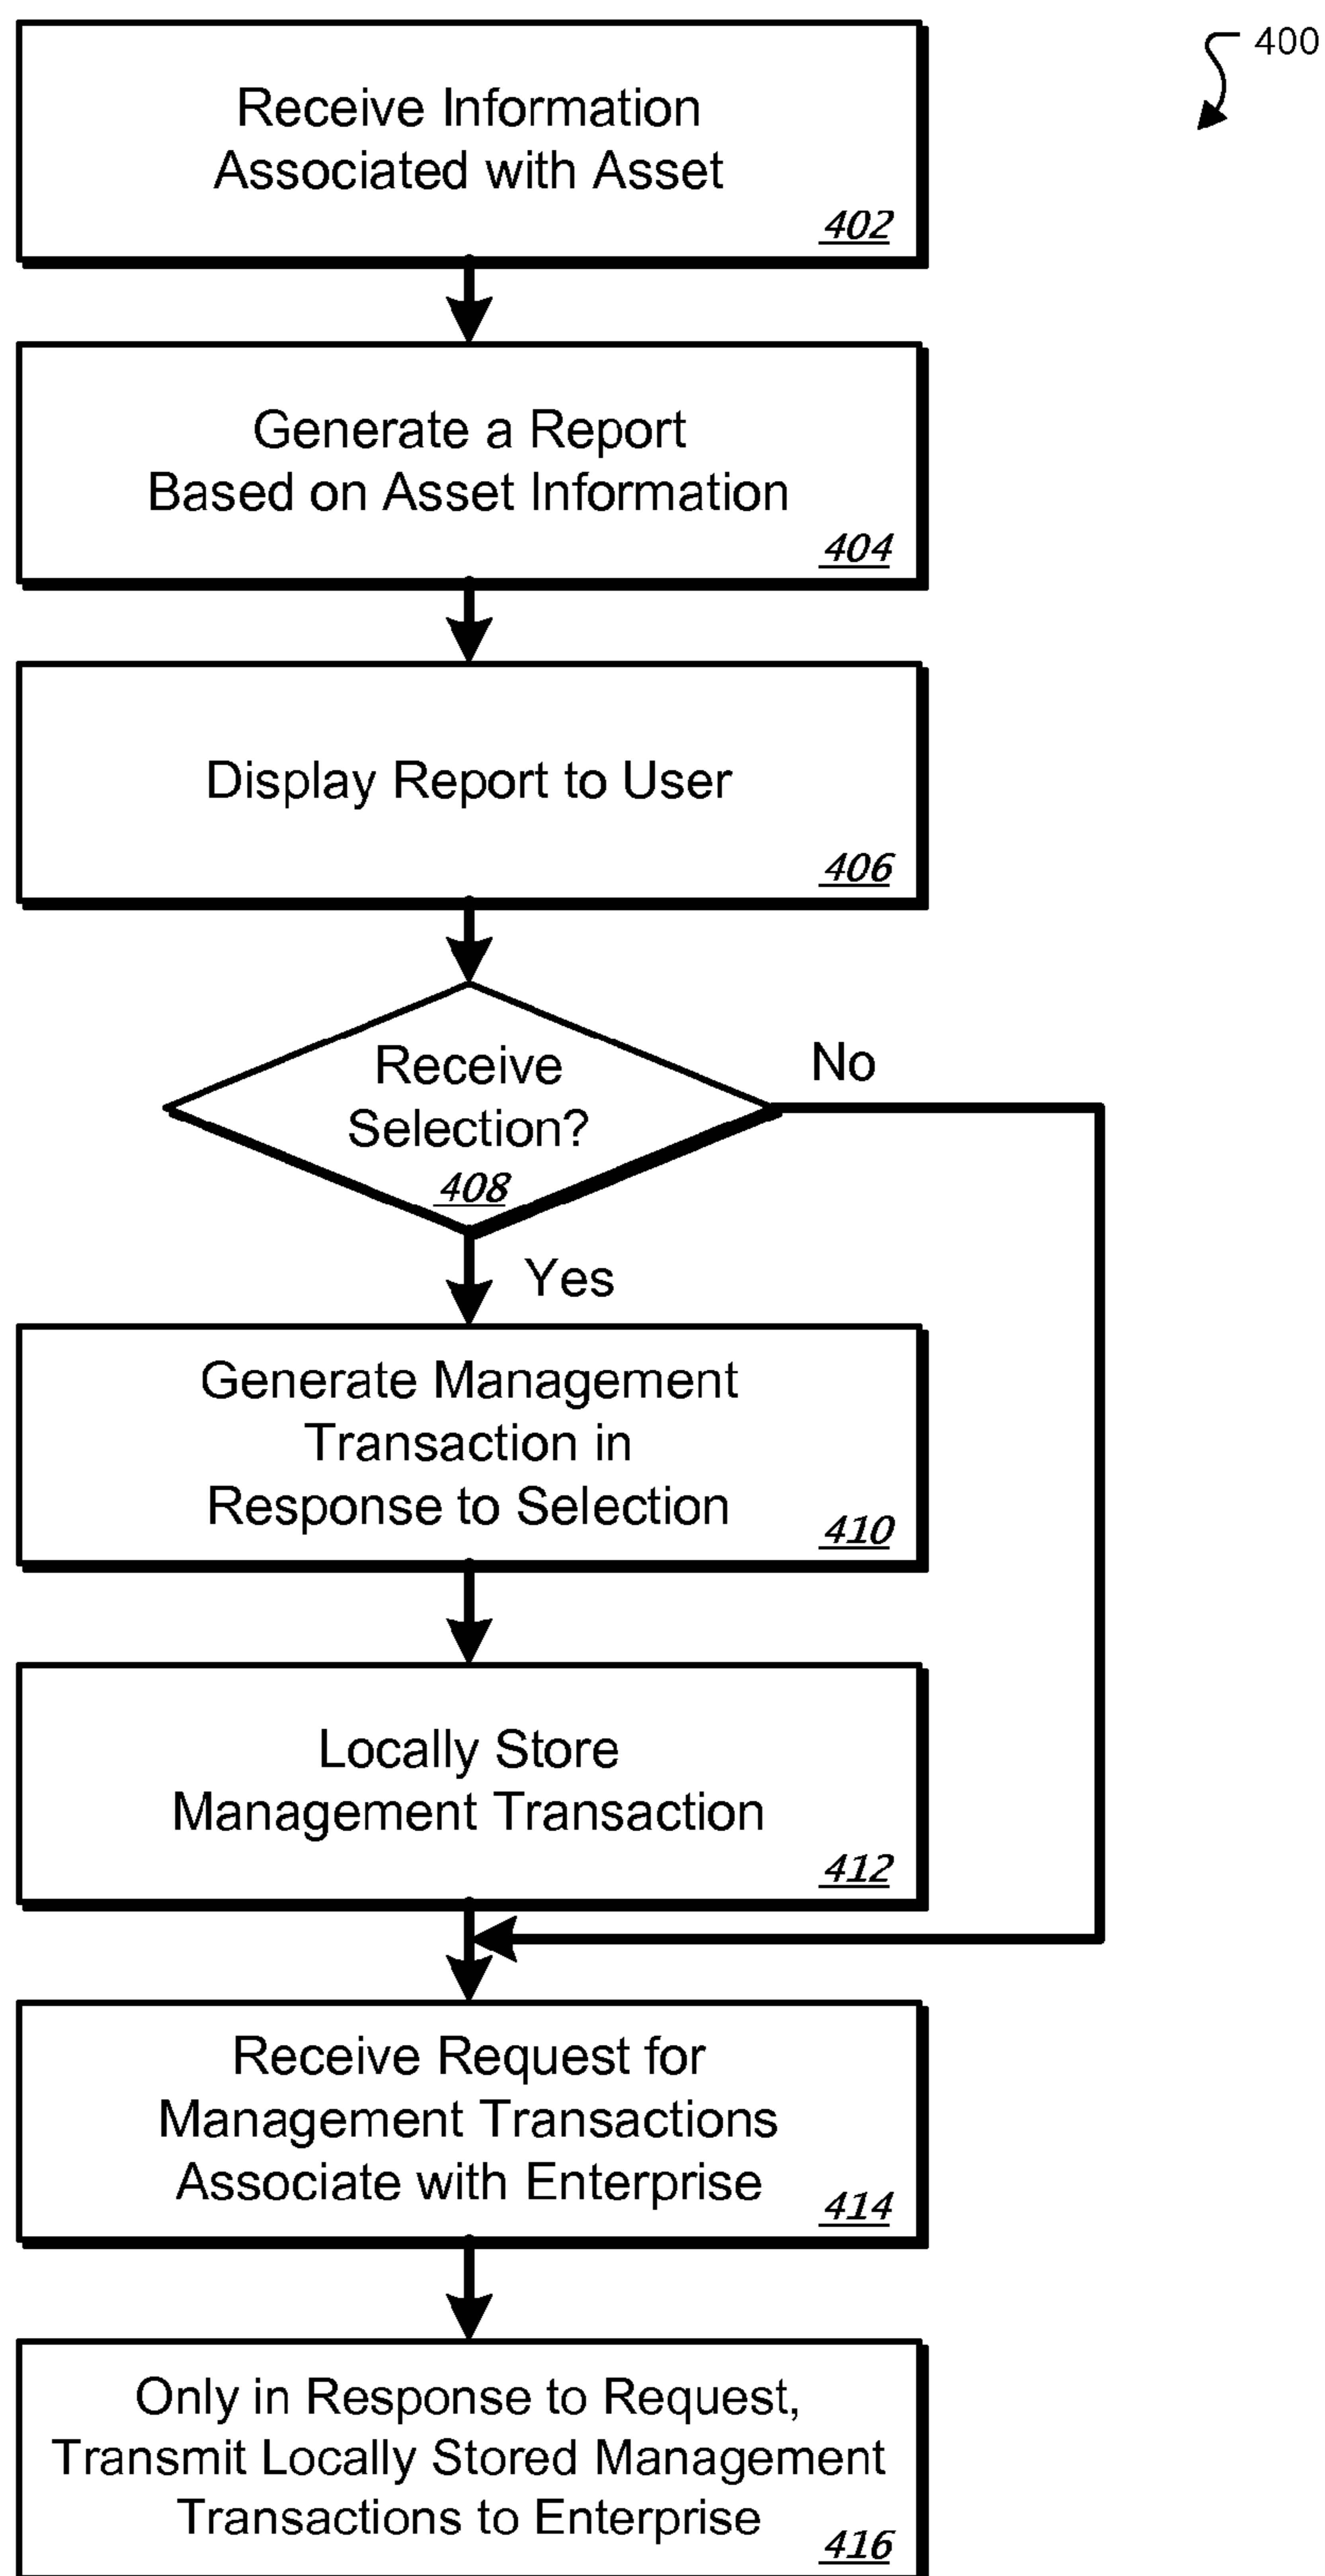 400
Receive Information
Associated with Asset
402
Generate a Report
Based on Asset Information
404
Display Report to User
406
Receive
Selection?
408
No
Yes
Generate Management
Transaction in
Response to Selection
410
Locally Store
Management Transaction
412
Receive Request for
Management Transactions
Associate with Enterprise
414
Only in Response to Request,
Transmit Locally Stored Management
Transactions to Enterprise
416